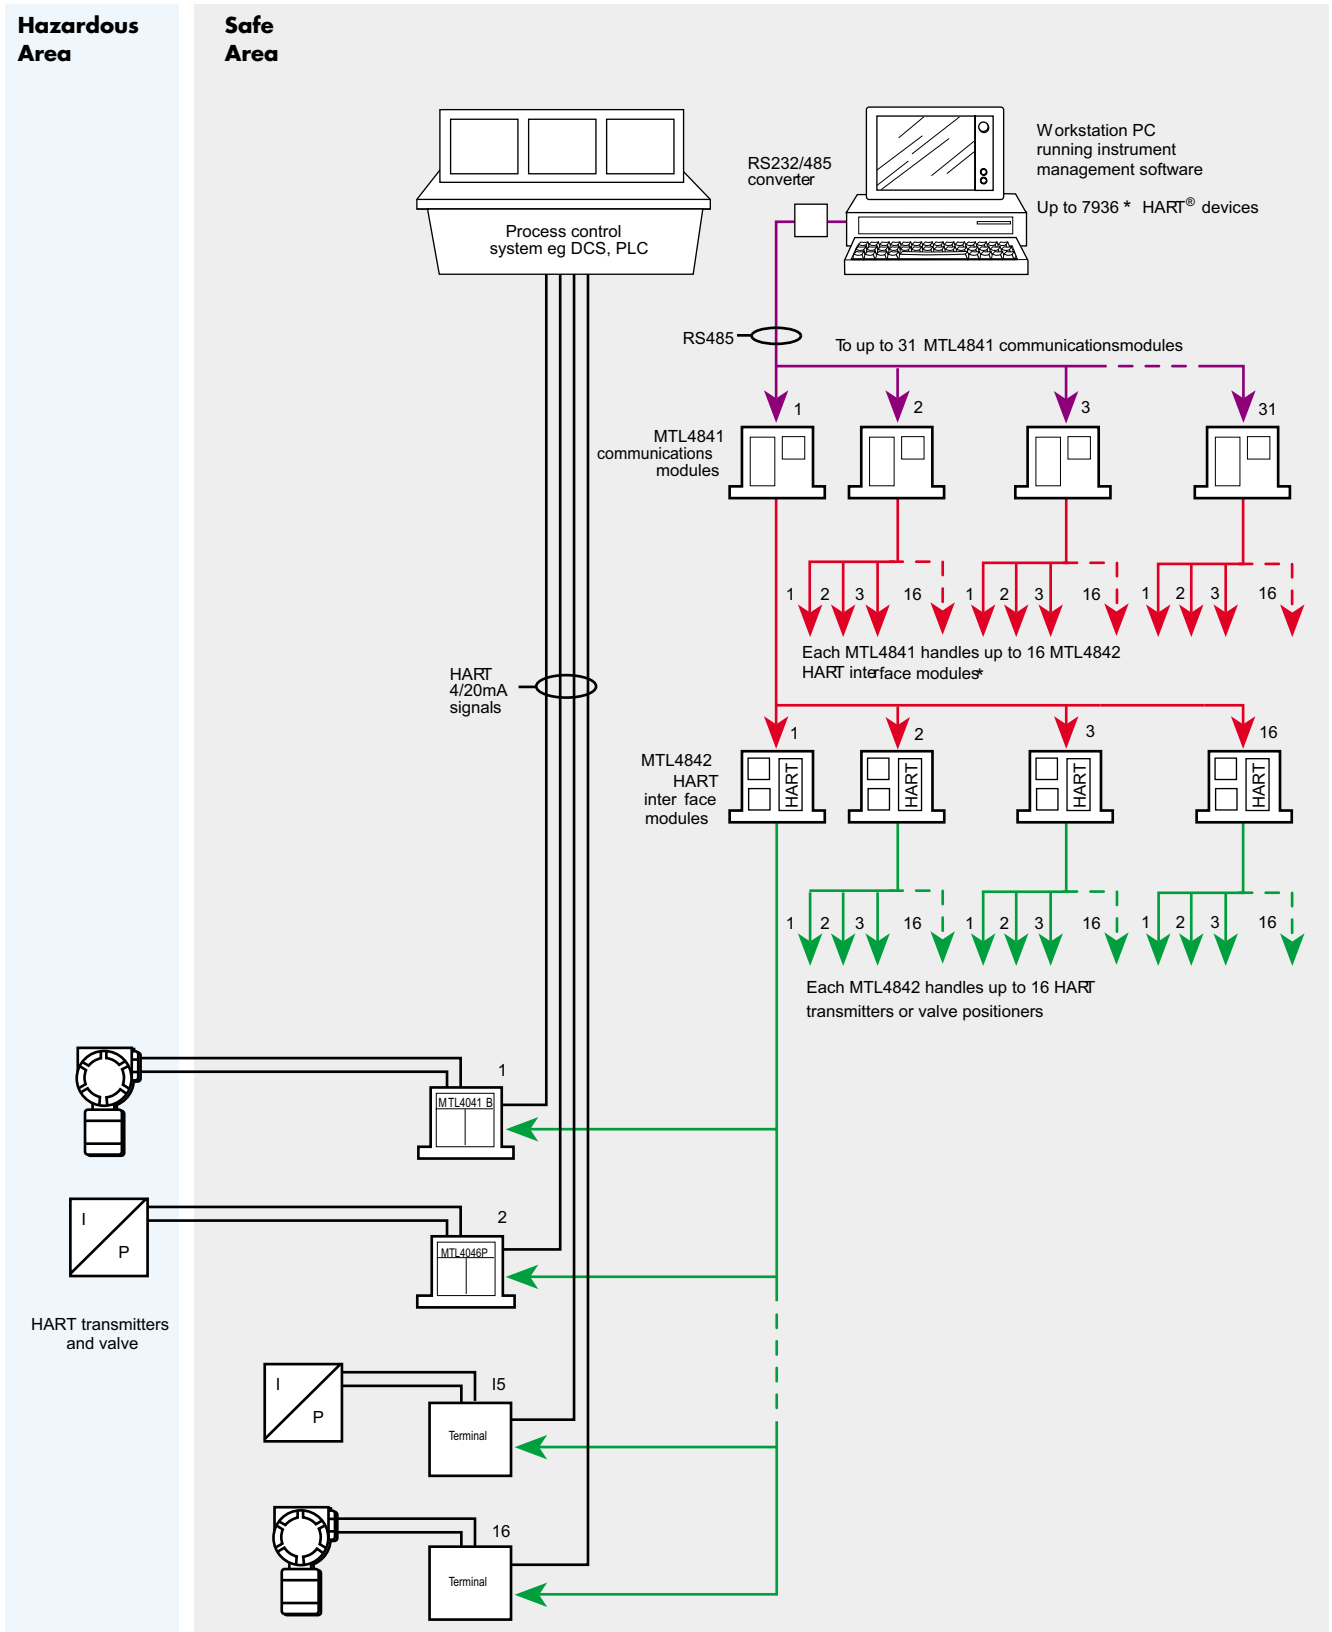 Hazardous
Area
Safe
Area
Workstation PC
running instrument
management software
Up to 7936 * HART® devices
RS232/485
converter
Process control
system eg DCS, PLC
RS485
To up to 31 MTL4841 communicationsmodules
1
2
3
31
MTL4841
communications
modules
1
2
3
16
1
2
3
16
1
2
3
16
Each MTL4841 handles up to 16 MTL4842
HART interface modules*
HART
4/20mA
signals
1
2
3
16
MTL4842
HART
inter face
modules
HART
HART
HART
HART
1
2
3
16
1
2
3
16
1
2
3
16
Each MTL4842 handles up to 16 HART
transmitters or valve positioners
1
MTL4041 B
2
I
P
MTL4046P
HART transmitters
and valve
I5
I
P
Terminal
16
Terminal